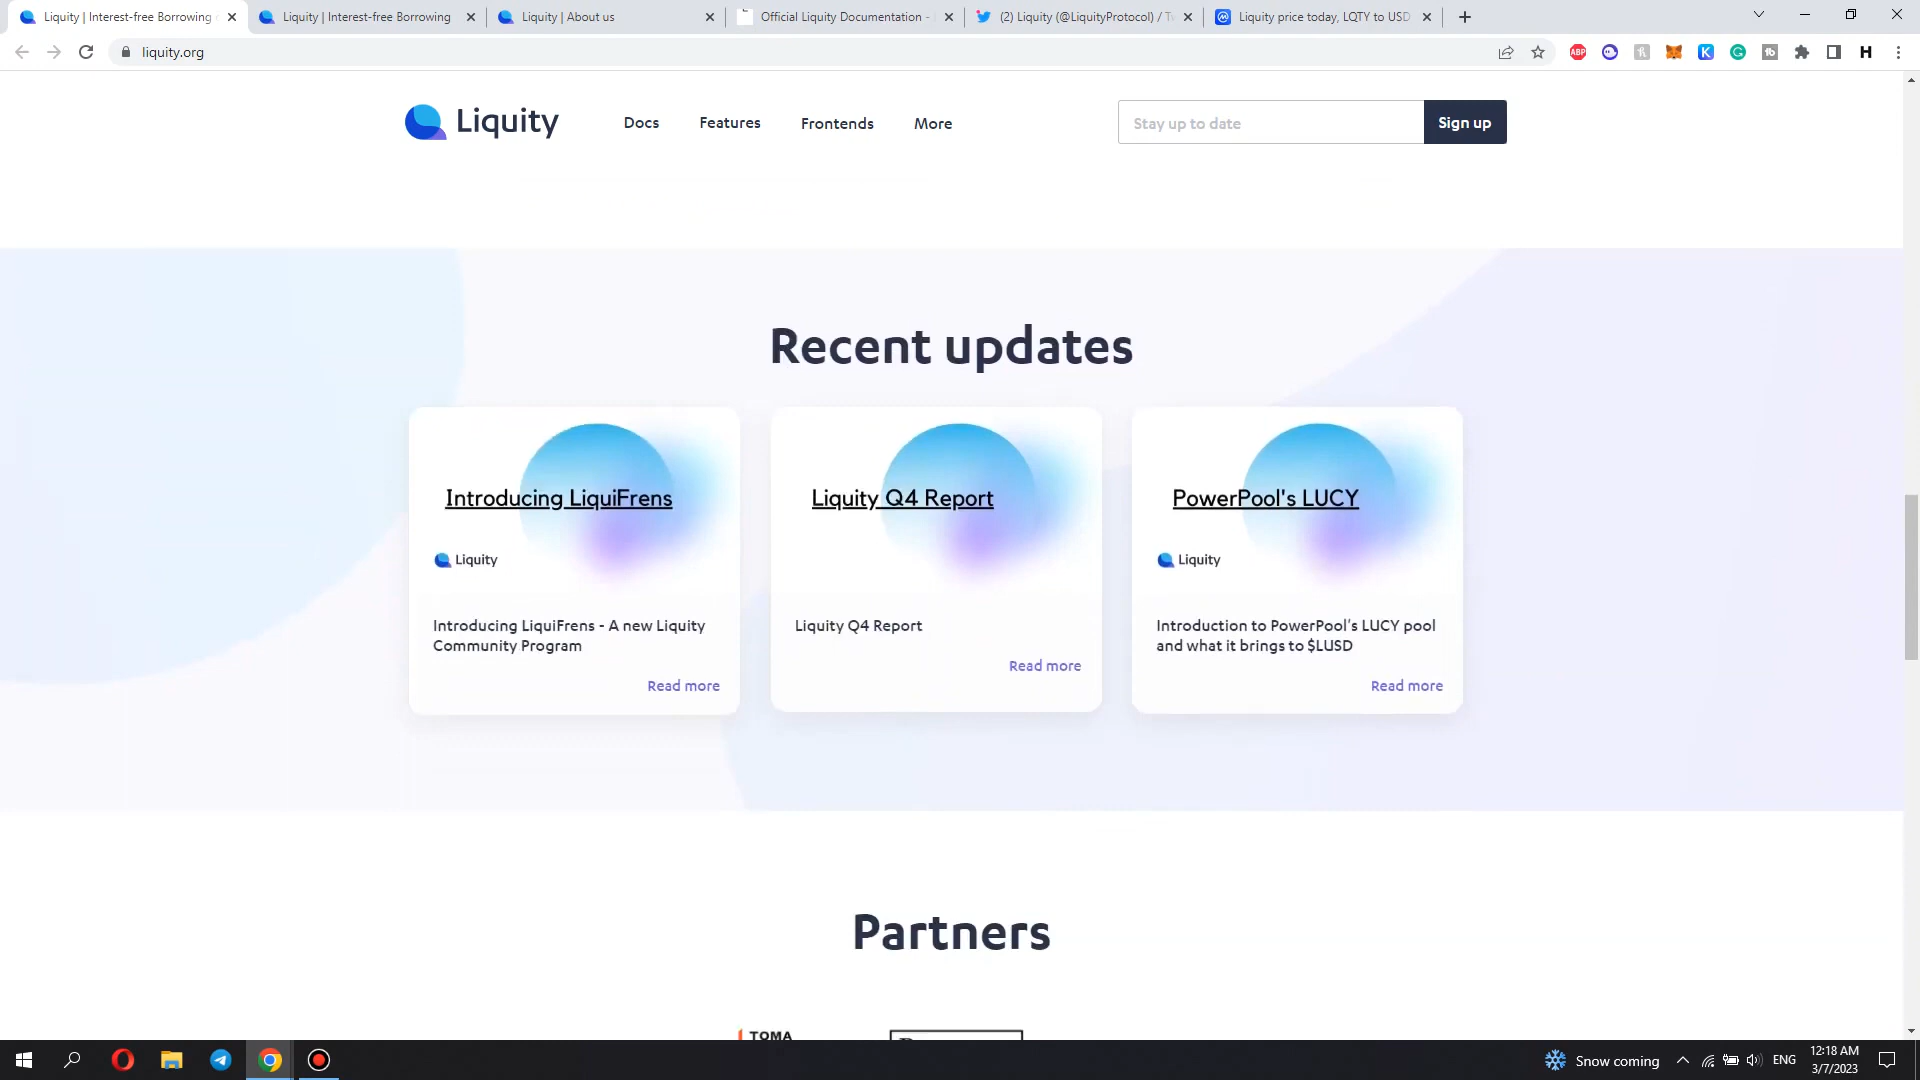 Liquity | Interest-free Borrowing
Liquity | Interest-free Borrowing
Liquity | About us
Official Liquity Documentation -
(2) Liquity (@LiquityProtocol) / Tw
Liquity price today, LQTY to USD
liquity.org
ABP
K
G
H
Liquity
Docs
Features
Frontends
More
Stay up to date
Sign up
Recent updates
Introducing LiquiFrens
Liquity
Introducing LiquiFrens - A new Liquity
Community Program
Read more
Liquity Q4 Report
Liquity Q4 Report
Read more
PowerPool's LUCY
Liquity
Introduction to PowerPool's LUCY pool
and what it brings to $LUSD
Read more
Partners
TOMA
Snow coming
ENG
12:18 AM
3/7/2023